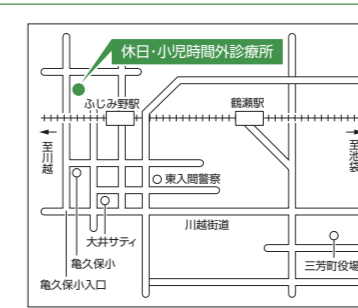 休日・小児時間外診療所
ふじみ野駅
鶴瀬駅
至川越
至池袋
東入間警察
川越街道
大井サティ
三芳町役場
亀久保小
亀久保小入口